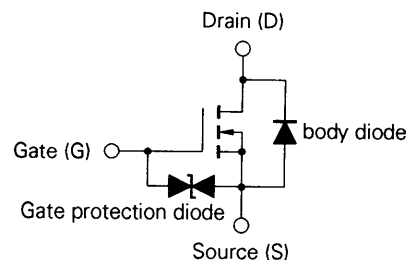 Drain (D)
body diode
Gate (G)
Gate protection diode
Source (S)